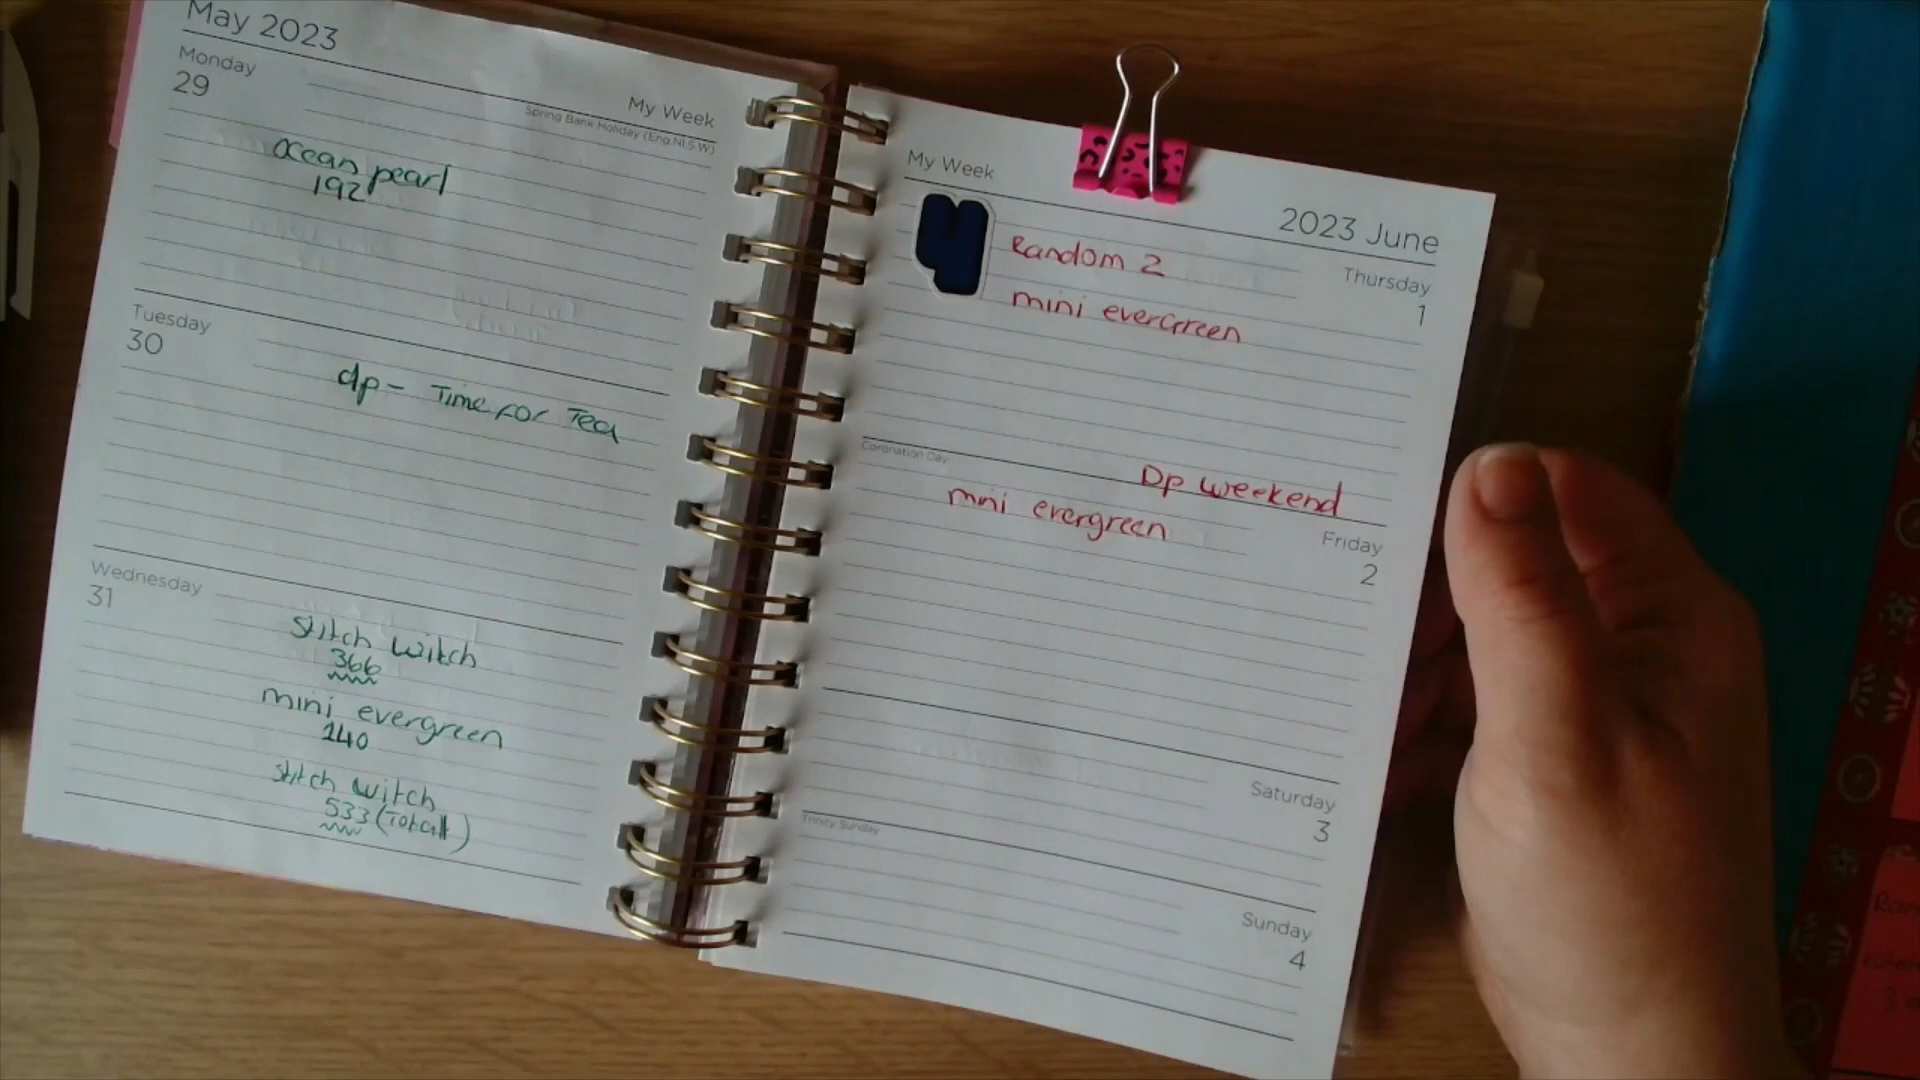 May 2023
Monday
29
My Week
Spring Bank Holiday (Eng.NI.S.W)
ocean pearl
192
Tuesday
30
dp - Time for Tea
Wednesday
31
Stitch Witch
366
mini evergreen
140
stitch witch
533 (Total)
My Week
2023 June
4
Random 2
mini evergreen
Thursday
1
Coronation Day
Dp weekend
mini evergreen
Friday
2
Saturday
3
Trinity Sunday
Sunday
4